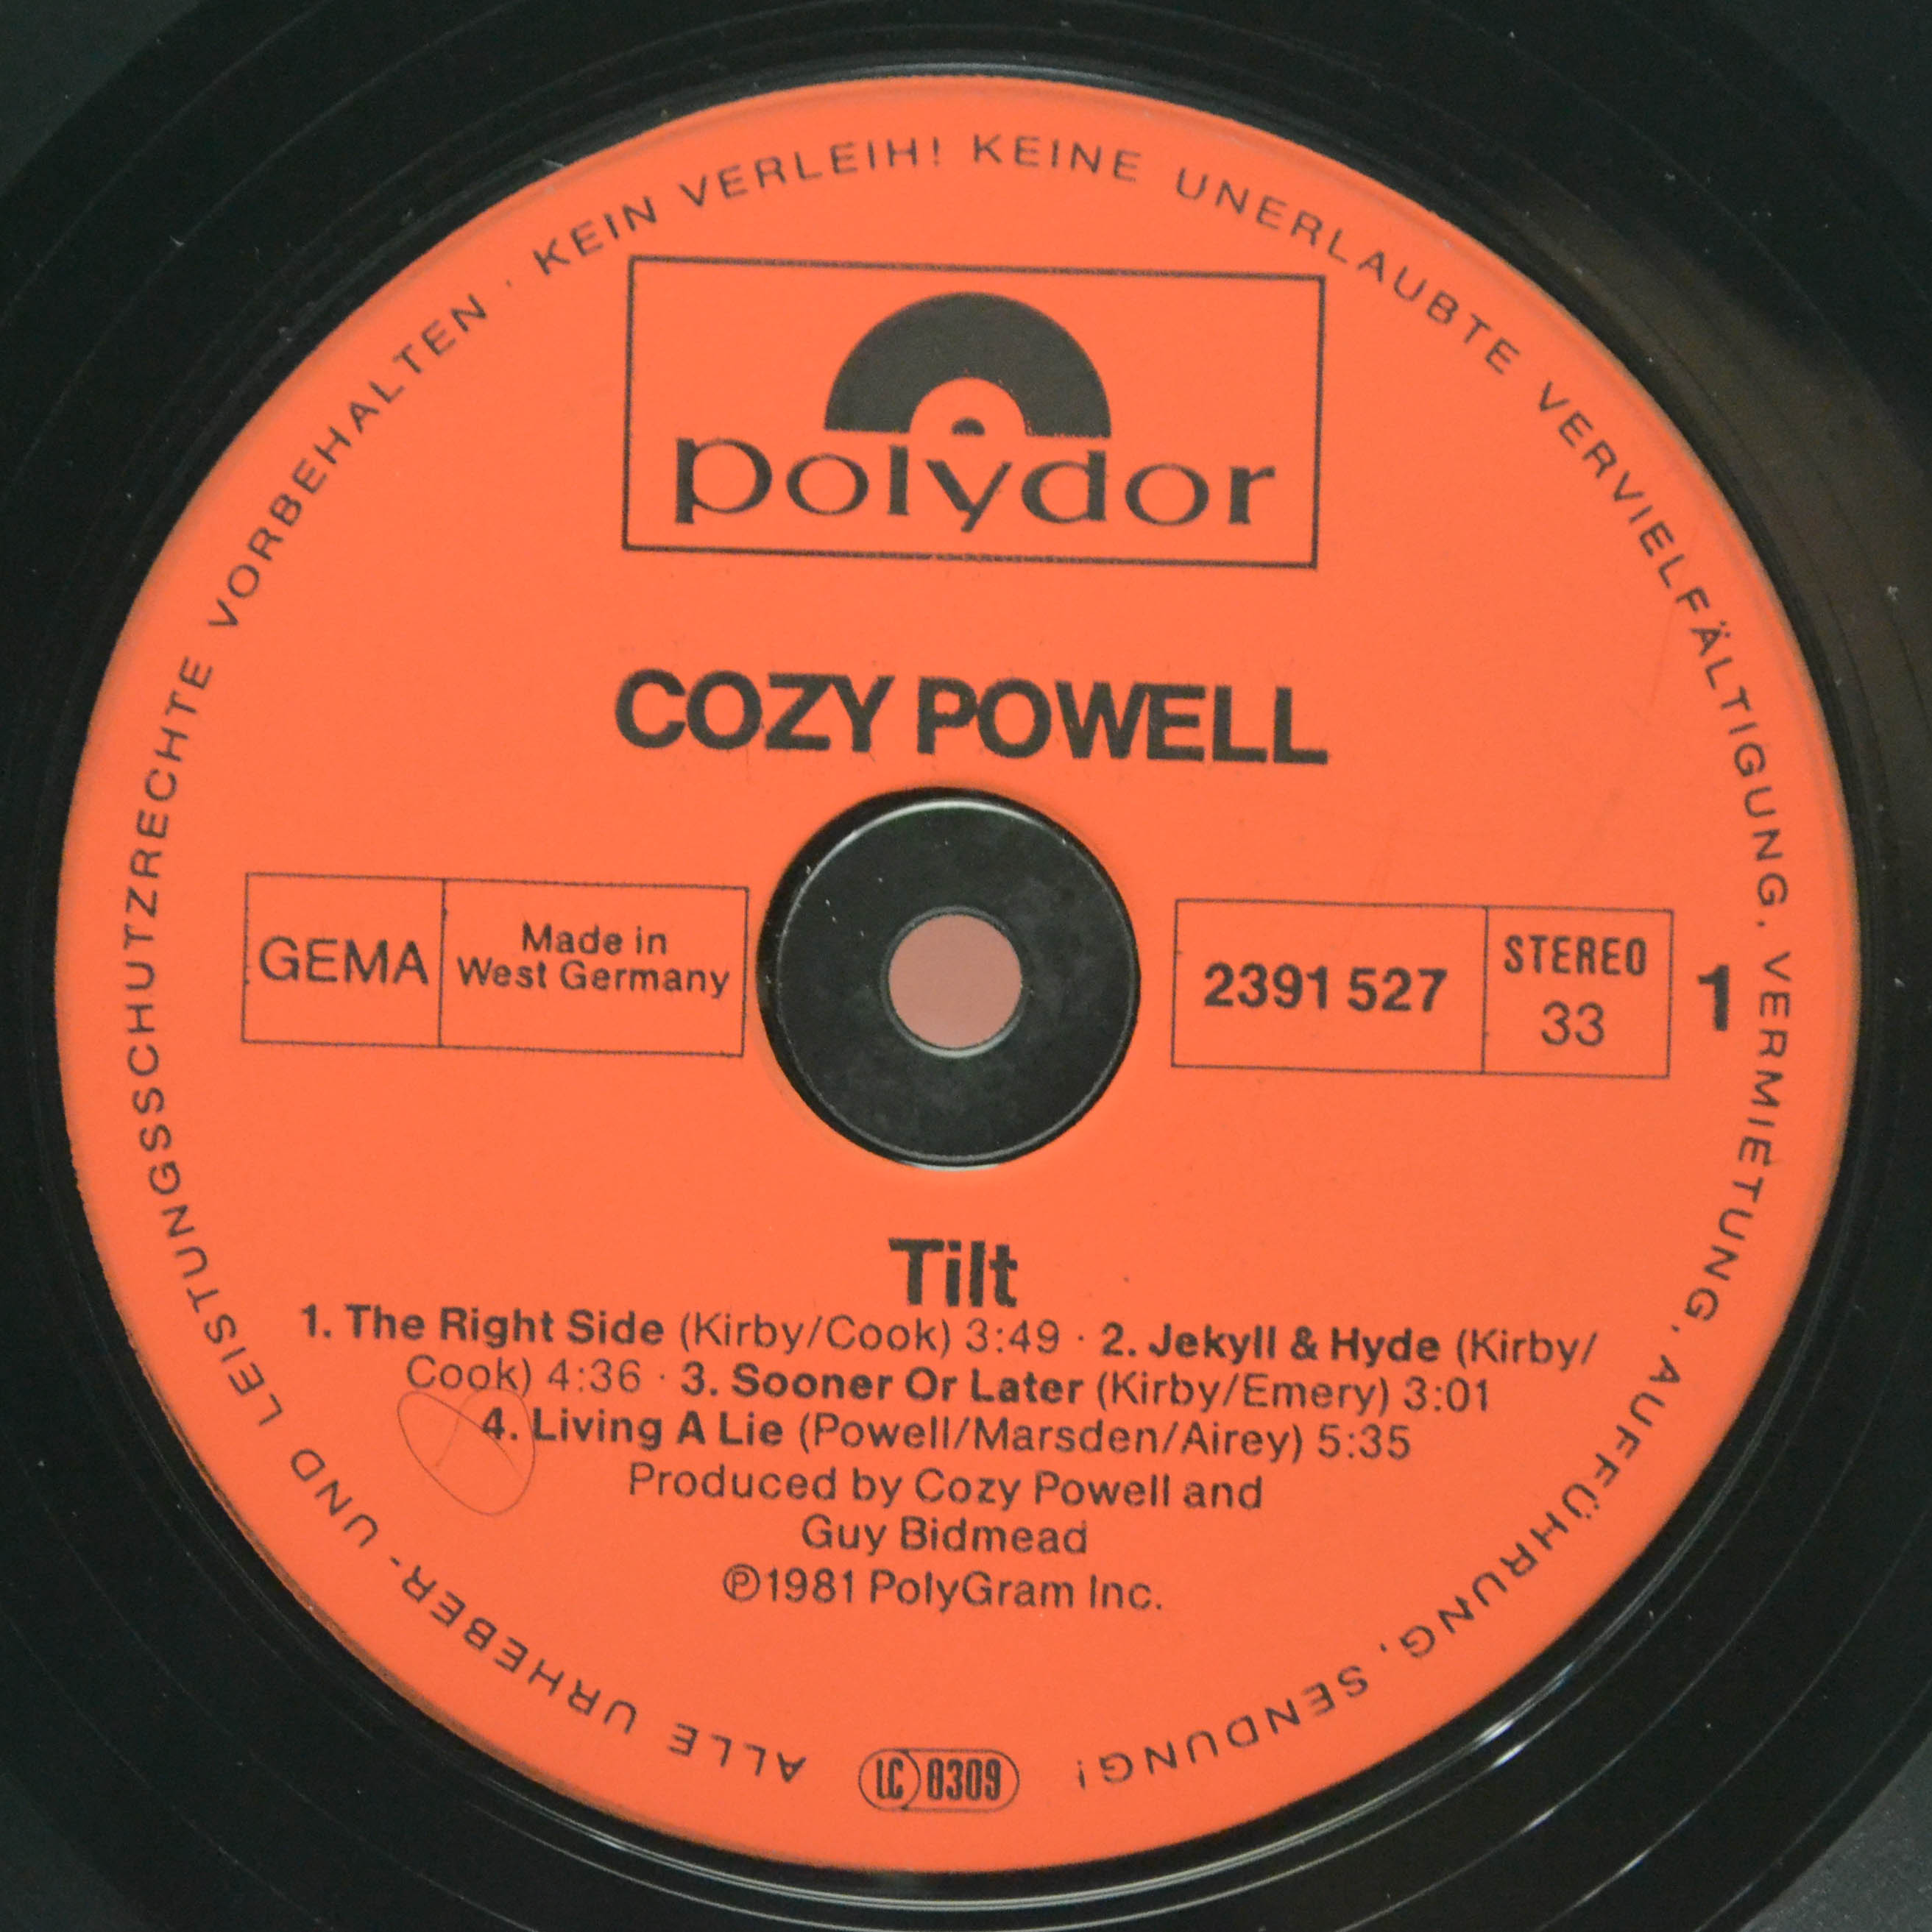 ALLE URHEBER- UND LEISTUNGSSCHUTZRECHTE VORBEHALTEN · KEIN VERLEIH! KEINE UNERLAUBTE VERVIELFÄLTIGUNG, VERMIETUNG, AUFFÜHRUNG, SENDUNG!
polydor
COZY POWELL
GEMA
Made in
West Germany
2391 527
STEREO
33
1
Tilt
1. The Right Side (Kirby/Cook) 3:49 · 2. Jekyll & Hyde (Kirby/
Cook) 4:36 · 3. Sooner Or Later (Kirby/Emery) 3:01
4. Living A Lie (Powell/Marsden/Airey) 5:35
Produced by Cozy Powell and
Guy Bidmead
℗1981 PolyGram Inc.
LC 0309